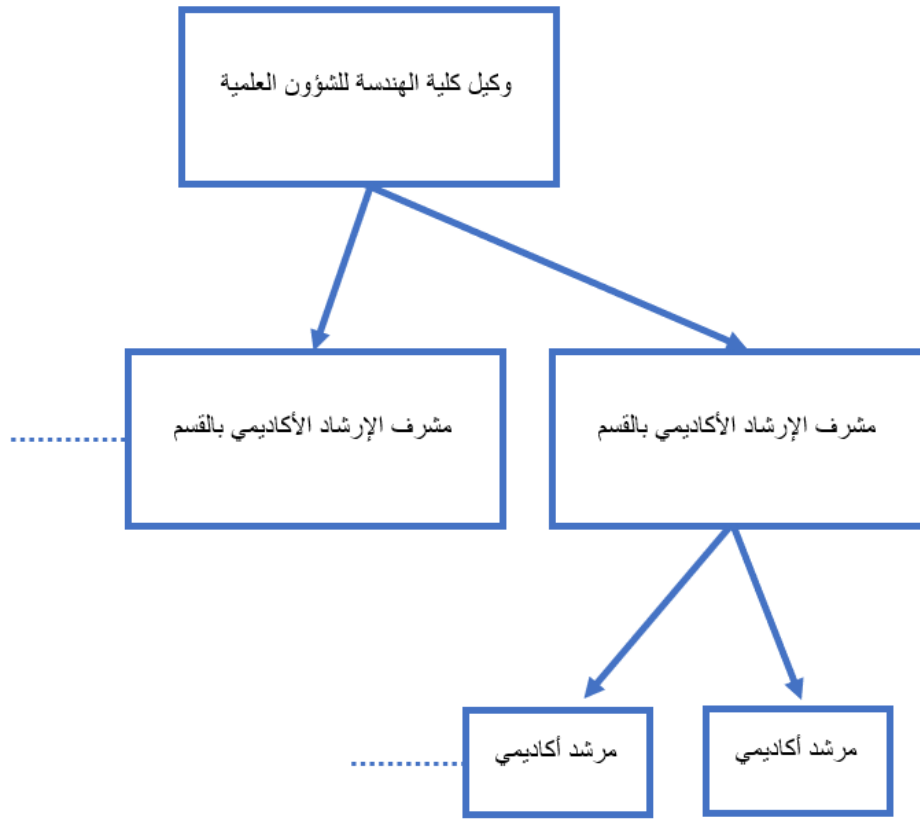 وكيل كلية الهندسة للشؤون العلمية
مشرف الإرشاد الأكاديمي بالقسم
مشرف الإرشاد الأكاديمي بالقسم
مرشد أكاديمي
مرشد أكاديمي